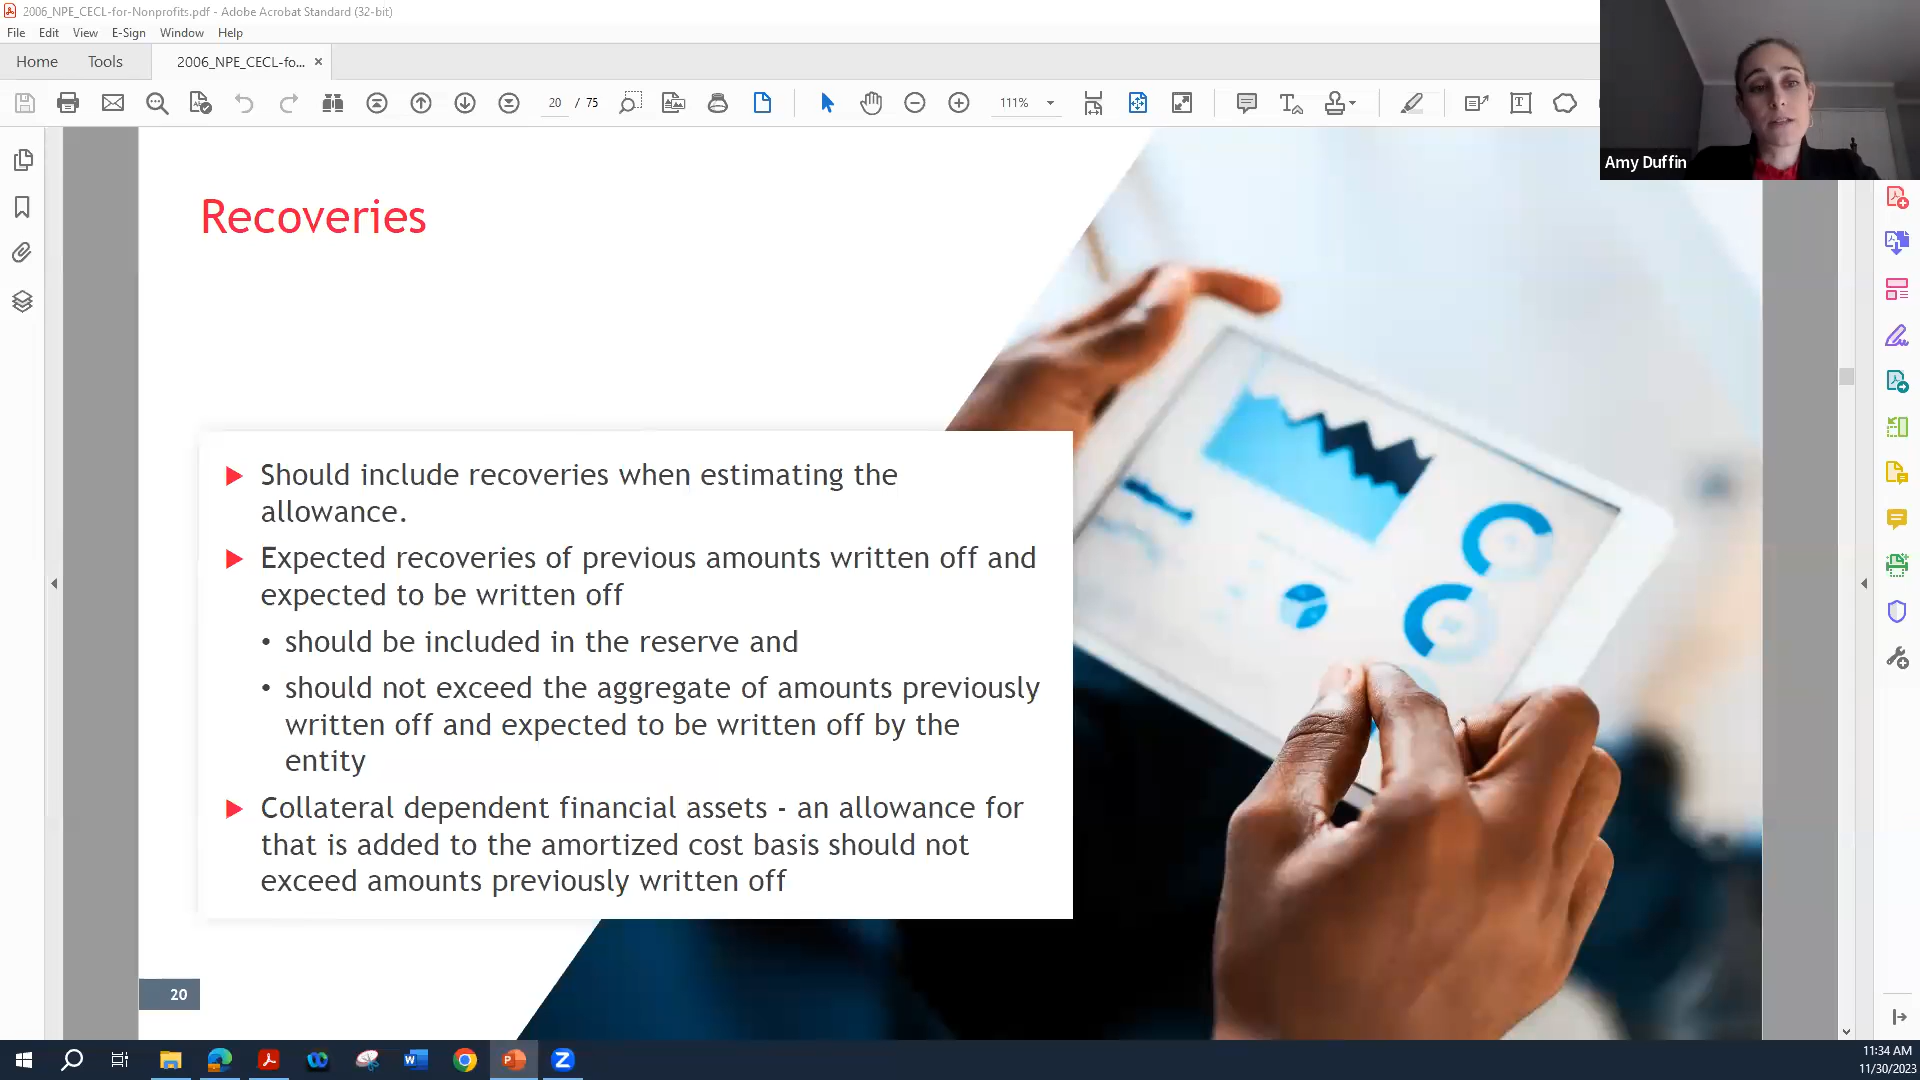 2006_NPE_CECL-for-Nonprofits.pdf - Adobe Acrobat Standard (32-bit)
File Edit View E-Sign Window Help
Home Tools 2006_NPE_CECL-fo... ×
20 / 75 111%
Amy Duffin
Recoveries
Should include recoveries when estimating the
allowance.
Expected recoveries of previous amounts written off and
expected to be written off
• should be included in the reserve and
• should not exceed the aggregate of amounts previously
written off and expected to be written off by the
entity
Collateral dependent financial assets - an allowance for
that is added to the amortized cost basis should not
exceed amounts previously written off
20
11:34 AM
11/30/2023